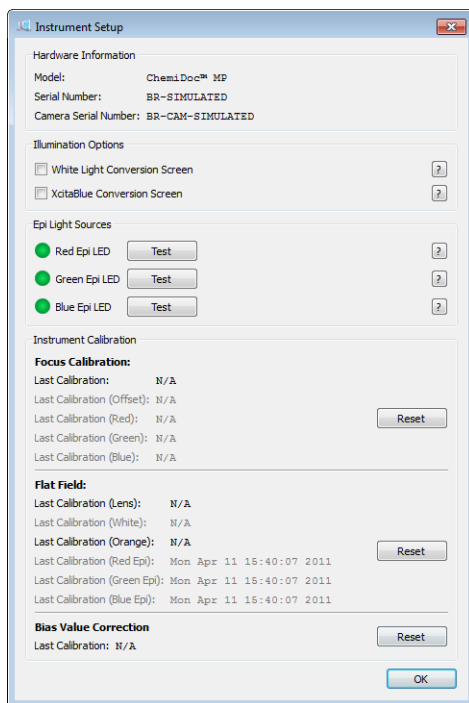 Instrument Setup
Hardware Information
Model: ChemiDoc™ MP
Serial Number: BR-SIMULATED
Camera Serial Number: BR-CAM-SIMULATED
Illumination Options
White Light Conversion Screen ?
XcitaBlue Conversion Screen ?
Epi Light Sources
Red Epi LED Test ?
Green Epi LED Test ?
Blue Epi LED Test ?
Instrument Calibration
Focus Calibration:
Last Calibration: N/A
Last Calibration (Offset): N/A
Last Calibration (Red): N/A Reset
Last Calibration (Green): N/A
Last Calibration (Blue): N/A
Flat Field:
Last Calibration (Lens): N/A
Last Calibration (White): N/A
Last Calibration (Orange): N/A
Reset
Last Calibration (Red Epi): Mon Apr 11 15:40:07 2011
Last Calibration (Green Epi): Mon Apr 11 15:40:07 2011
Last Calibration (Blue Epi): Mon Apr 11 15:40:07 2011
Bias Value Correction
Reset
Last Calibration: N/A
OK